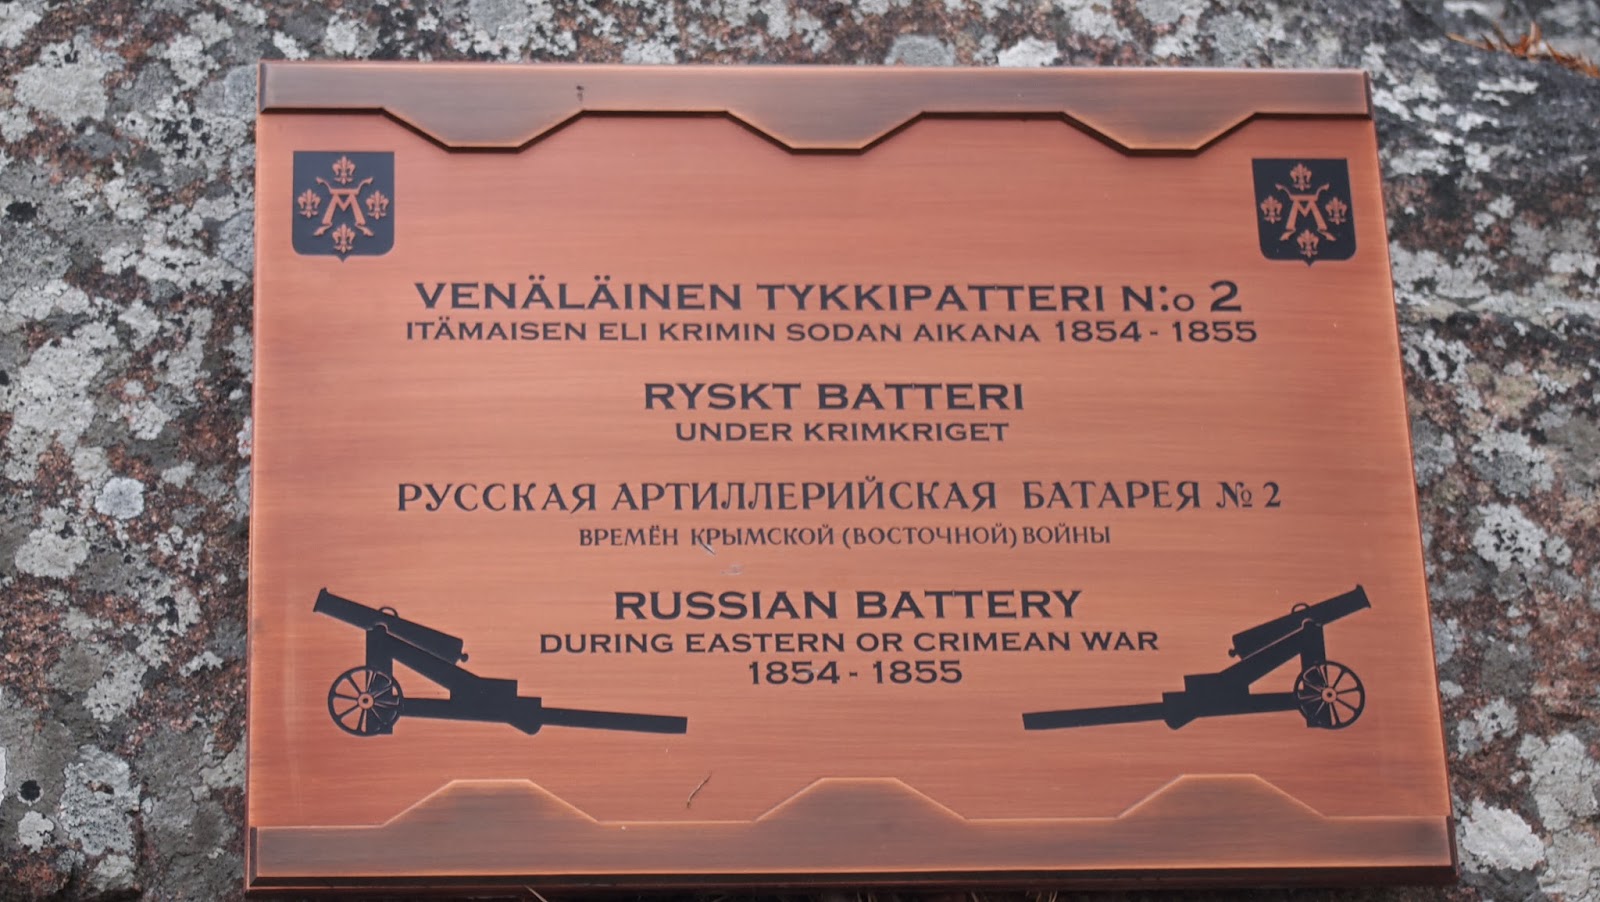 VENÄLÄINEN TYKKIPATTERI N:o 2
ITÄMAISEN ELI KRIMIN SODAN AIKANA 1854 - 1855
RYSKT BATTERI
UNDER KRIMKRIGET
РУССКАЯ АРТИЛЛЕРИЙСКАЯ БАТАРЕЯ № 2
ВРЕМЁН КРЫМСКОЙ (ВОСТОЧНОЙ) ВОЙНЫ
RUSSIAN BATTERY
DURING EASTERN OR CRIMEAN WAR
1854 - 1855